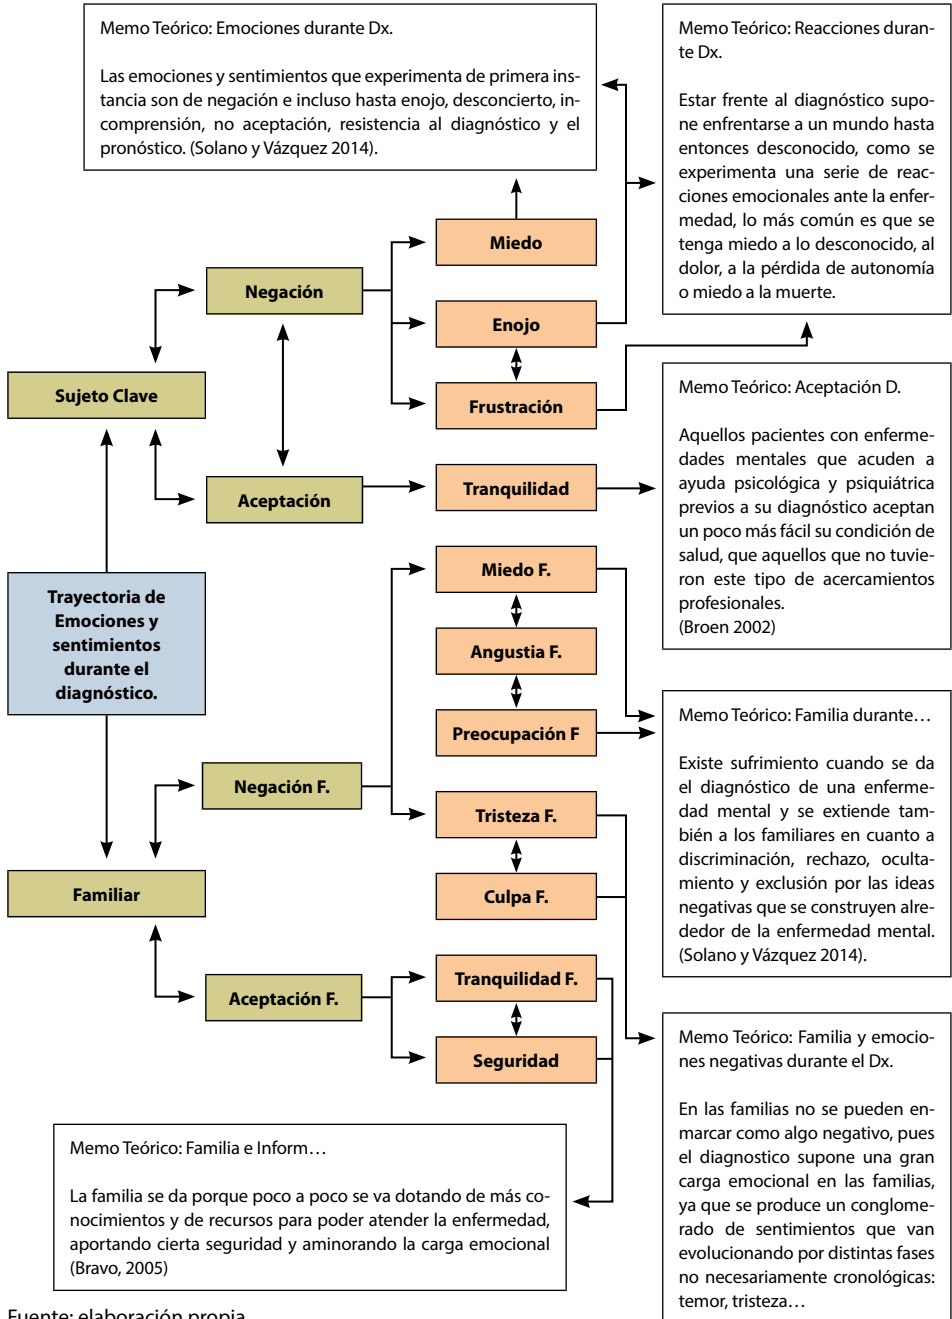 Memo Teórico: Emociones durante Dx.
Las emociones y sentimientos que experimenta de primera ins-
tancia son de negación e incluso hasta enojo, desconcierto, in-
comprensión, no aceptación, resistencia al diagnóstico y el
pronóstico. (Solano y Vázquez 2014).
Memo Teórico: Reacciones duran-
te Dx.
Estar frente al diagnóstico supo-
ne enfrentarse a un mundo hasta
entonces desconocido, como se
experimenta una serie de reac-
ciones emocionales ante la enfer-
medad, lo más común es que se
tenga miedo a lo desconocido, al
dolor, a la pérdida de autonomía
o miedo a la muerte.
Miedo
Negación
Enojo
Sujeto Clave
Frustración
Aceptación
Tranquilidad
Memo Teórico: Aceptación D.
Aquellos pacientes con enferme-
dades mentales que acuden a
ayuda psicológica y psiquiátrica
previos a su diagnóstico aceptan
un poco más fácil su condición de
salud, que aquellos que no tuvie-
ron este tipo de acercamientos
profesionales.
(Broen 2002)
Trayectoria de
Emociones y
sentimientos
durante el
diagnóstico.
Miedo F.
Angustia F.
Preocupación F
Negación F.
Tristeza F.
Culpa F.
Familiar
Memo Teórico: Familia durante…
Existe sufrimiento cuando se da
el diagnóstico de una enferme-
dad mental y se extiende tam-
bién a los familiares en cuanto a
discriminación, rechazo, oculta-
miento y exclusión por las ideas
negativas que se construyen alre-
dedor de la enfermedad mental.
(Solano y Vázquez 2014).
Aceptación F.
Tranquilidad F.
Seguridad
Memo Teórico: Familia y emocio-
nes negativas durante el Dx.
En las familias no se pueden en-
marcar como algo negativo, pues
el diagnostico supone una gran
carga emocional en las familias,
ya que se produce un conglome-
rado de sentimientos que van
evolucionando por distintas fases
no necesariamente cronológicas:
temor, tristeza…
Memo Teórico: Familia e Inform…
La familia se da porque poco a poco se va dotando de más co-
nocimientos y de recursos para poder atender la enfermedad,
aportando cierta seguridad y aminorando la carga emocional
(Bravo, 2005)
Fuente: elaboración propia